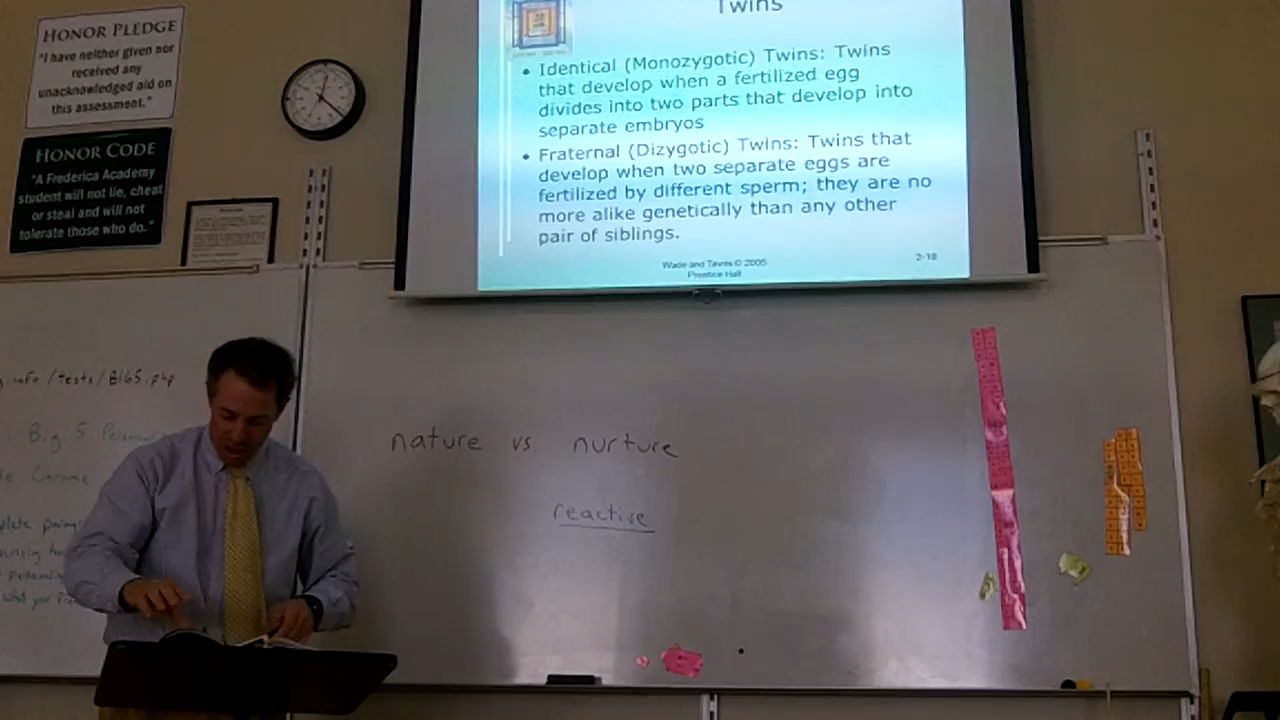 HONOR PLEDGE
"I have neither given nor
received any
unacknowledged aid on
this assessment."
HONOR CODE
"A Frederica Academy
student will not lie, cheat
or steal and will not
tolerate those who do."
Twins
• Identical (Monozygotic) Twins: Twins
that develop when a fertilized egg
divides into two parts that develop into
separate embryos
• Fraternal (Dizygotic) Twins: Twins that
develop when two separate eggs are
fertilized by different sperm; they are no
more alike genetically than any other
pair of siblings.
Wade and Tavris © 2005
Prentice Hall
2-18
.info/tests/BIG5.php
Big 5
Chrome
nature vs nurture
reactive